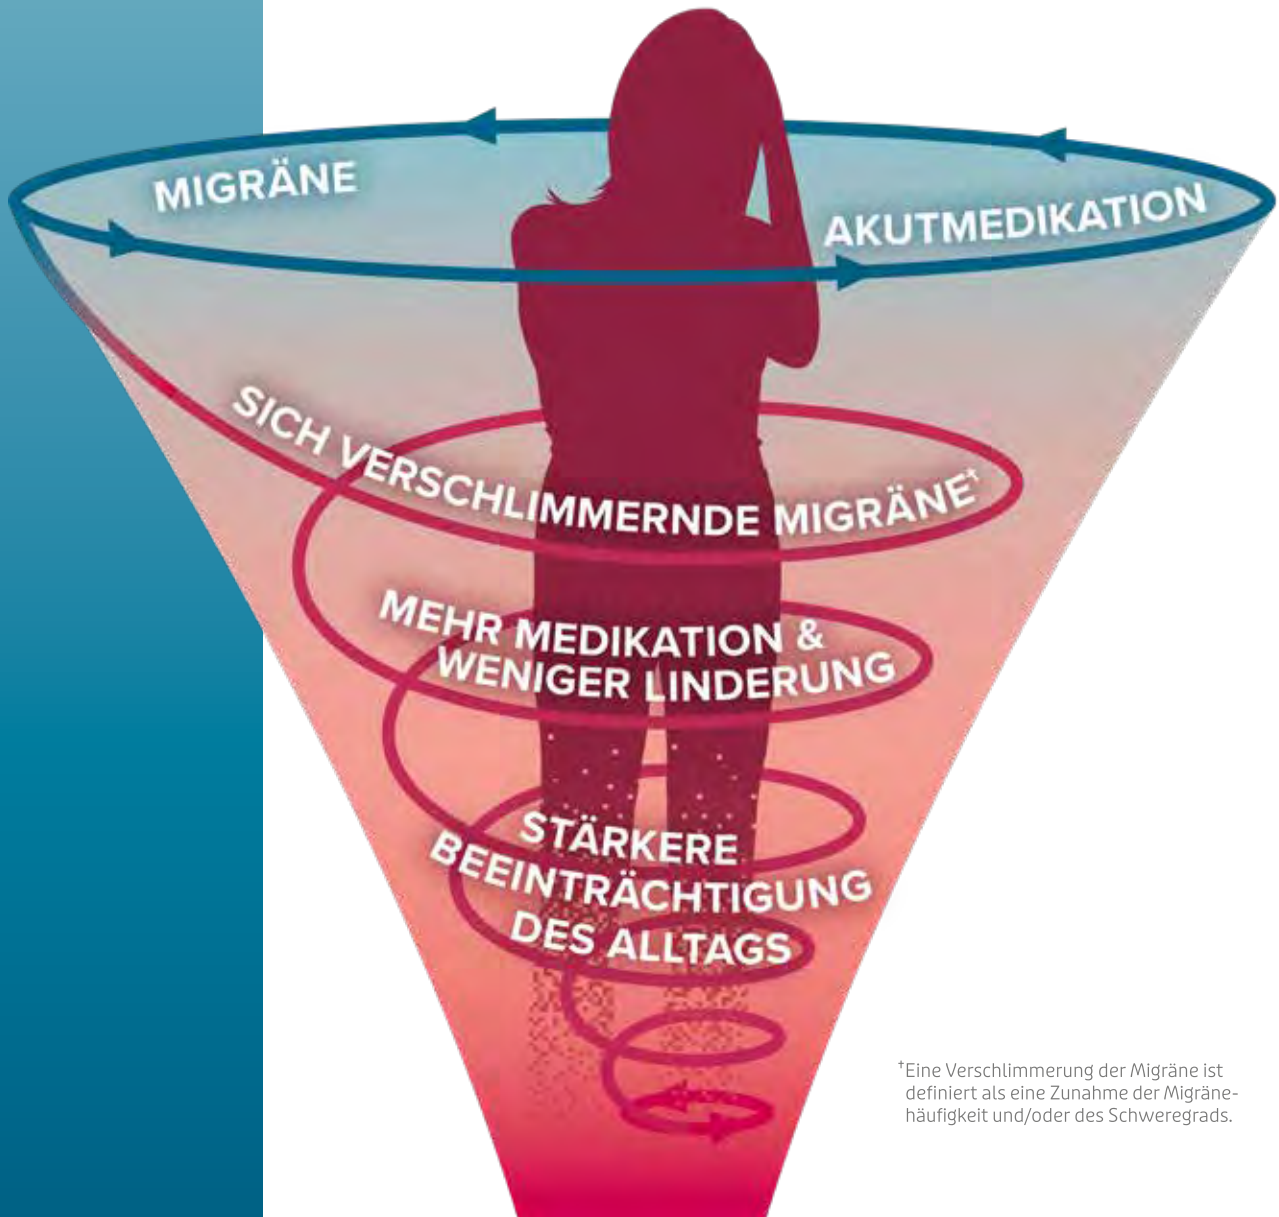 MIGRÄNE
AKUTMEDIKATION
SICH VERSCHLIMMERNDE MIGRÄNE†
MEHR MEDIKATION &
WENIGER LINDERUNG
STÄRKERE
BEEINTRÄCHTIGUNG
DES ALLTAGS
†Eine Verschlimmerung der Migräne ist
definiert als eine Zunahme der Migräne-
häufigkeit und/oder des Schweregrads.